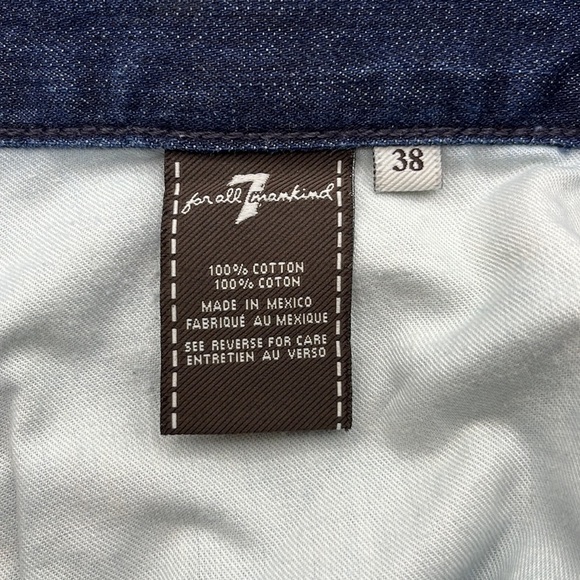 for all 7 mankind
38
100% COTTON
100% COTON
MADE IN MEXICO
FABRIQUÉ AU MEXIQUE
SEE REVERSE FOR CARE
ENTRETIEN AU VERSO